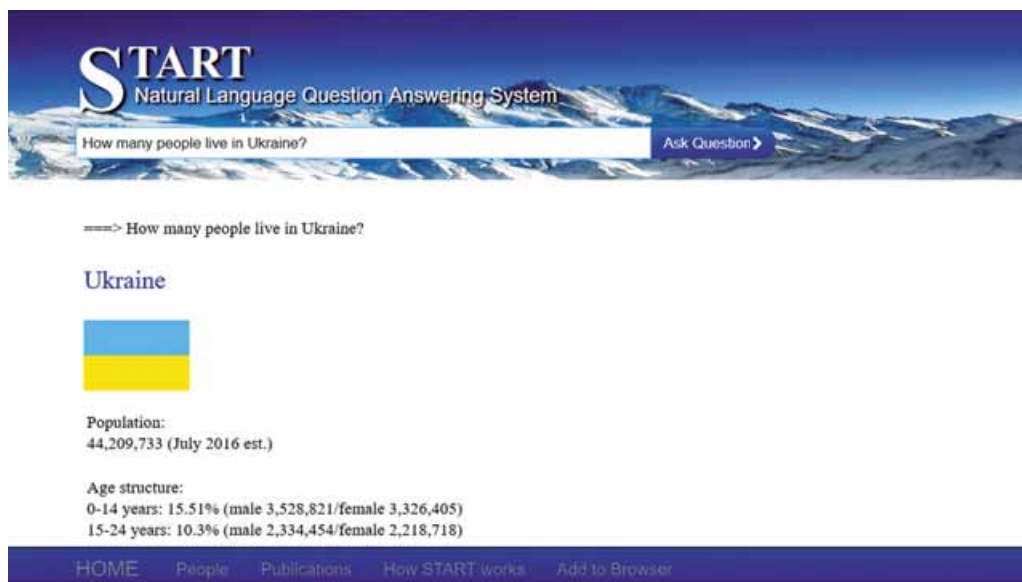 START
Natural Language Question Answering System
How many people live in Ukraine?
Ask Question
===> How many people live in Ukraine?
Ukraine
Population:
44,209,733 (July 2016 est.)
Age structure:
0-14 years: 15.51% (male 3,528,821/female 3,326,405)
15-24 years: 10.3% (male 2,334,454/female 2,218,718)
HOME People Publications How START works Add to Browser